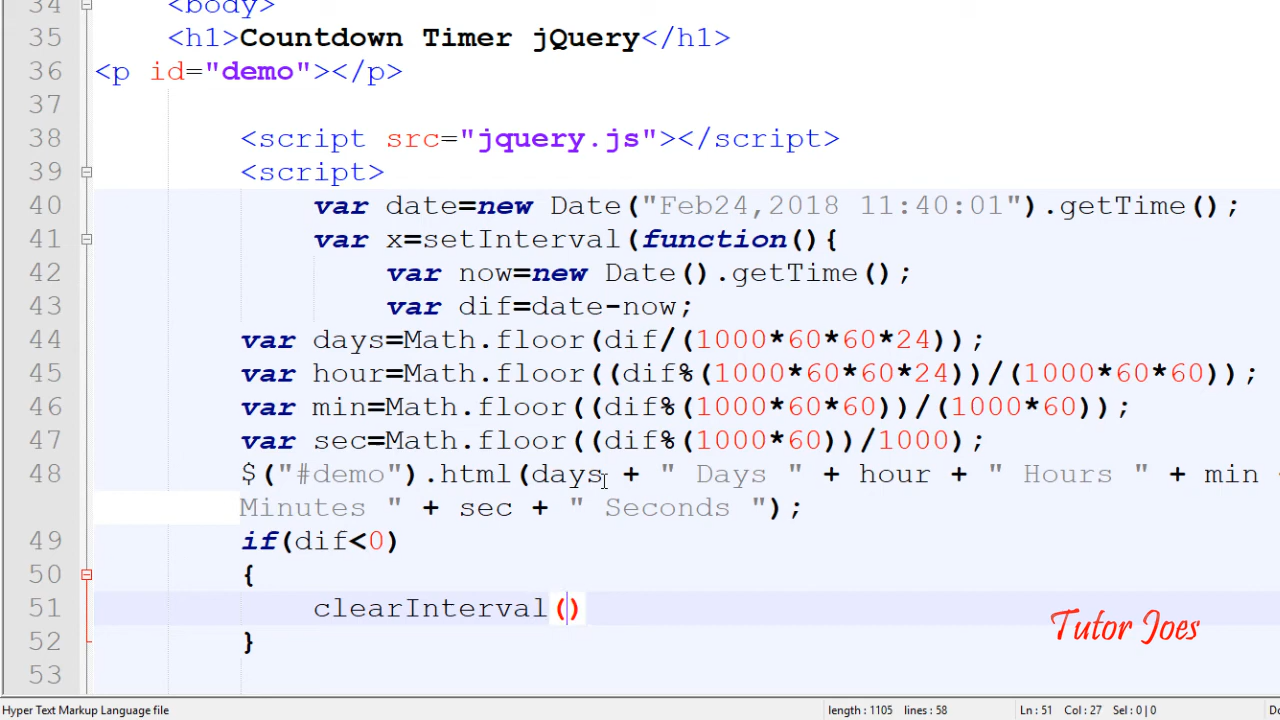 34 <body>
35 <h1>Countdown Timer jQuery</h1>
36 <p id="demo"></p>
37
38 <script src="jquery.js"></script>
39 <script>
40 var date=new Date("Feb24,2018 11:40:01").getTime();
41 var x=setInterval(function(){
42 var now=new Date().getTime();
43 var dif=date-now;
44 var days=Math.floor(dif/(1000*60*60*24));
45 var hour=Math.floor((dif%(1000*60*60*24))/(1000*60*60));
46 var min=Math.floor((dif%(1000*60*60))/(1000*60));
47 var sec=Math.floor((dif%(1000*60))/1000);
48 $("#demo").html(days + " Days " + hour + " Hours " + min
Minutes " + sec + " Seconds ");
49 if(dif<0)
50 {
51 clearInterval()
52 }
53
Tutor Joes
Hyper Text Markup Language file length : 1105 lines : 58 Ln : 51 Col : 27 Sel : 0 | 0